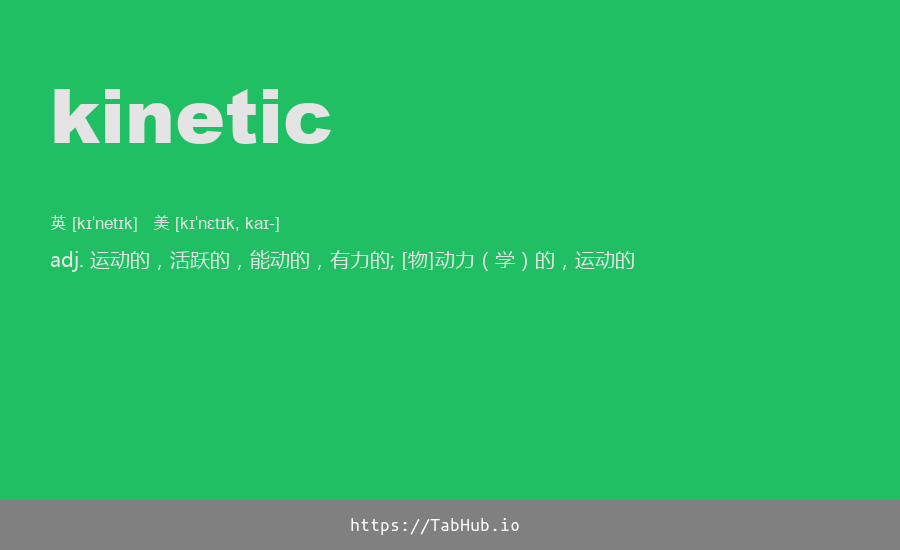 kinetic
英 [kɪˈnetɪk] 美 [kɪˈnɛtɪk, kaɪ-]
adj. 运动的，活跃的，能动的，有力的; [物]动力（学）的，运动的
https://TabHub.io